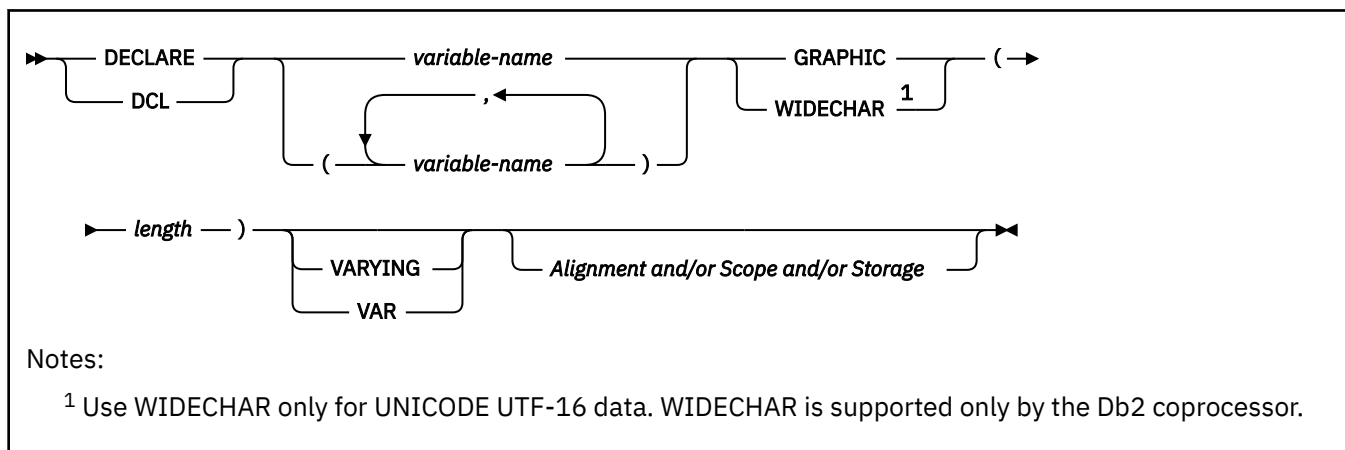 DECLARE variable-name GRAPHIC (
DCL , WIDECHAR 1
( variable-name )
length )
VARYING Alignment and/or Scope and/or Storage
VAR
Notes:
1 Use WIDECHAR only for UNICODE UTF-16 data. WIDECHAR is supported only by the Db2 coprocessor.